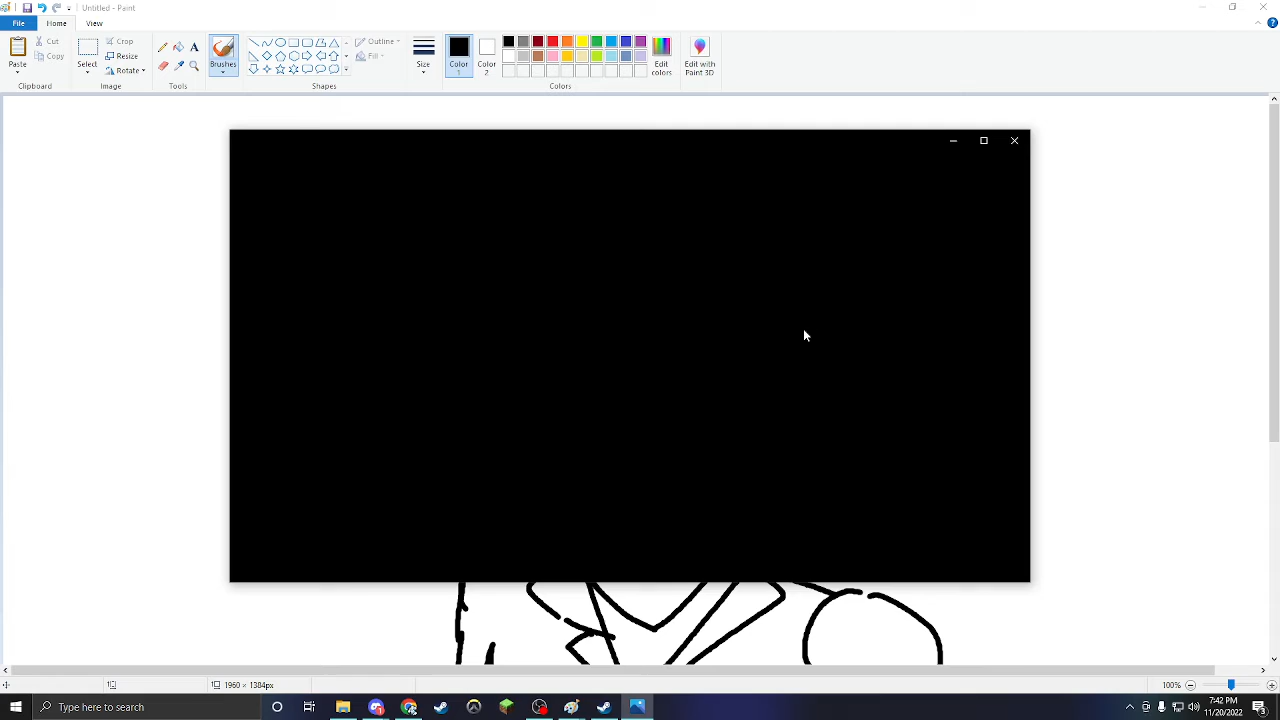 Untitled - Paint
File Home View
Paste
Cut
Copy
Clipboard
Select
Crop
Resize
Rotate
Image
Tools
Brushes
Outline
Fill
Shapes
Size
Color 1
Color 2
Edit colors
Colors
Edit with Paint 3D
1960 × 1384px
100%
Type here to search
7:42 PM
11/20/2022